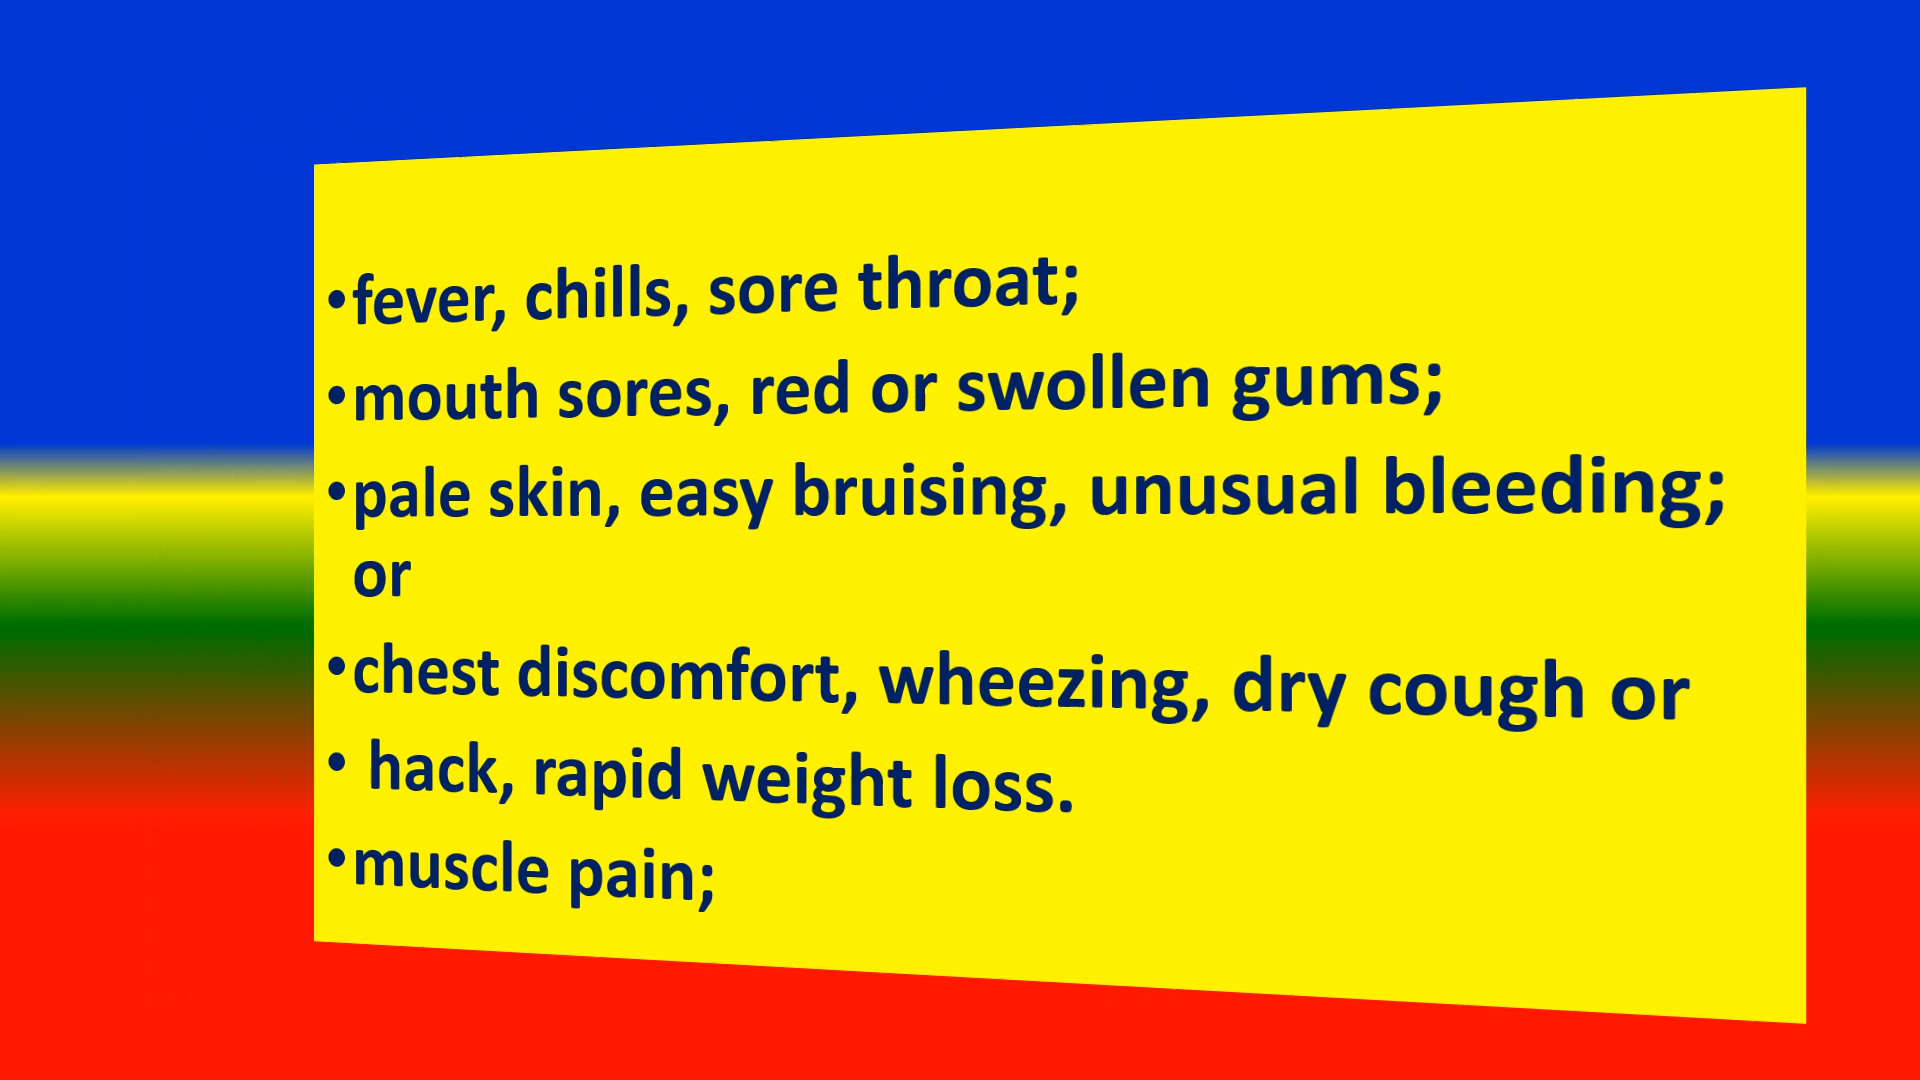 •fever, chills, sore throat;
•mouth sores, red or swollen gums;
•pale skin, easy bruising, unusual bleeding;
or
•chest discomfort, wheezing, dry cough or
• hack, rapid weight loss.
•muscle pain;